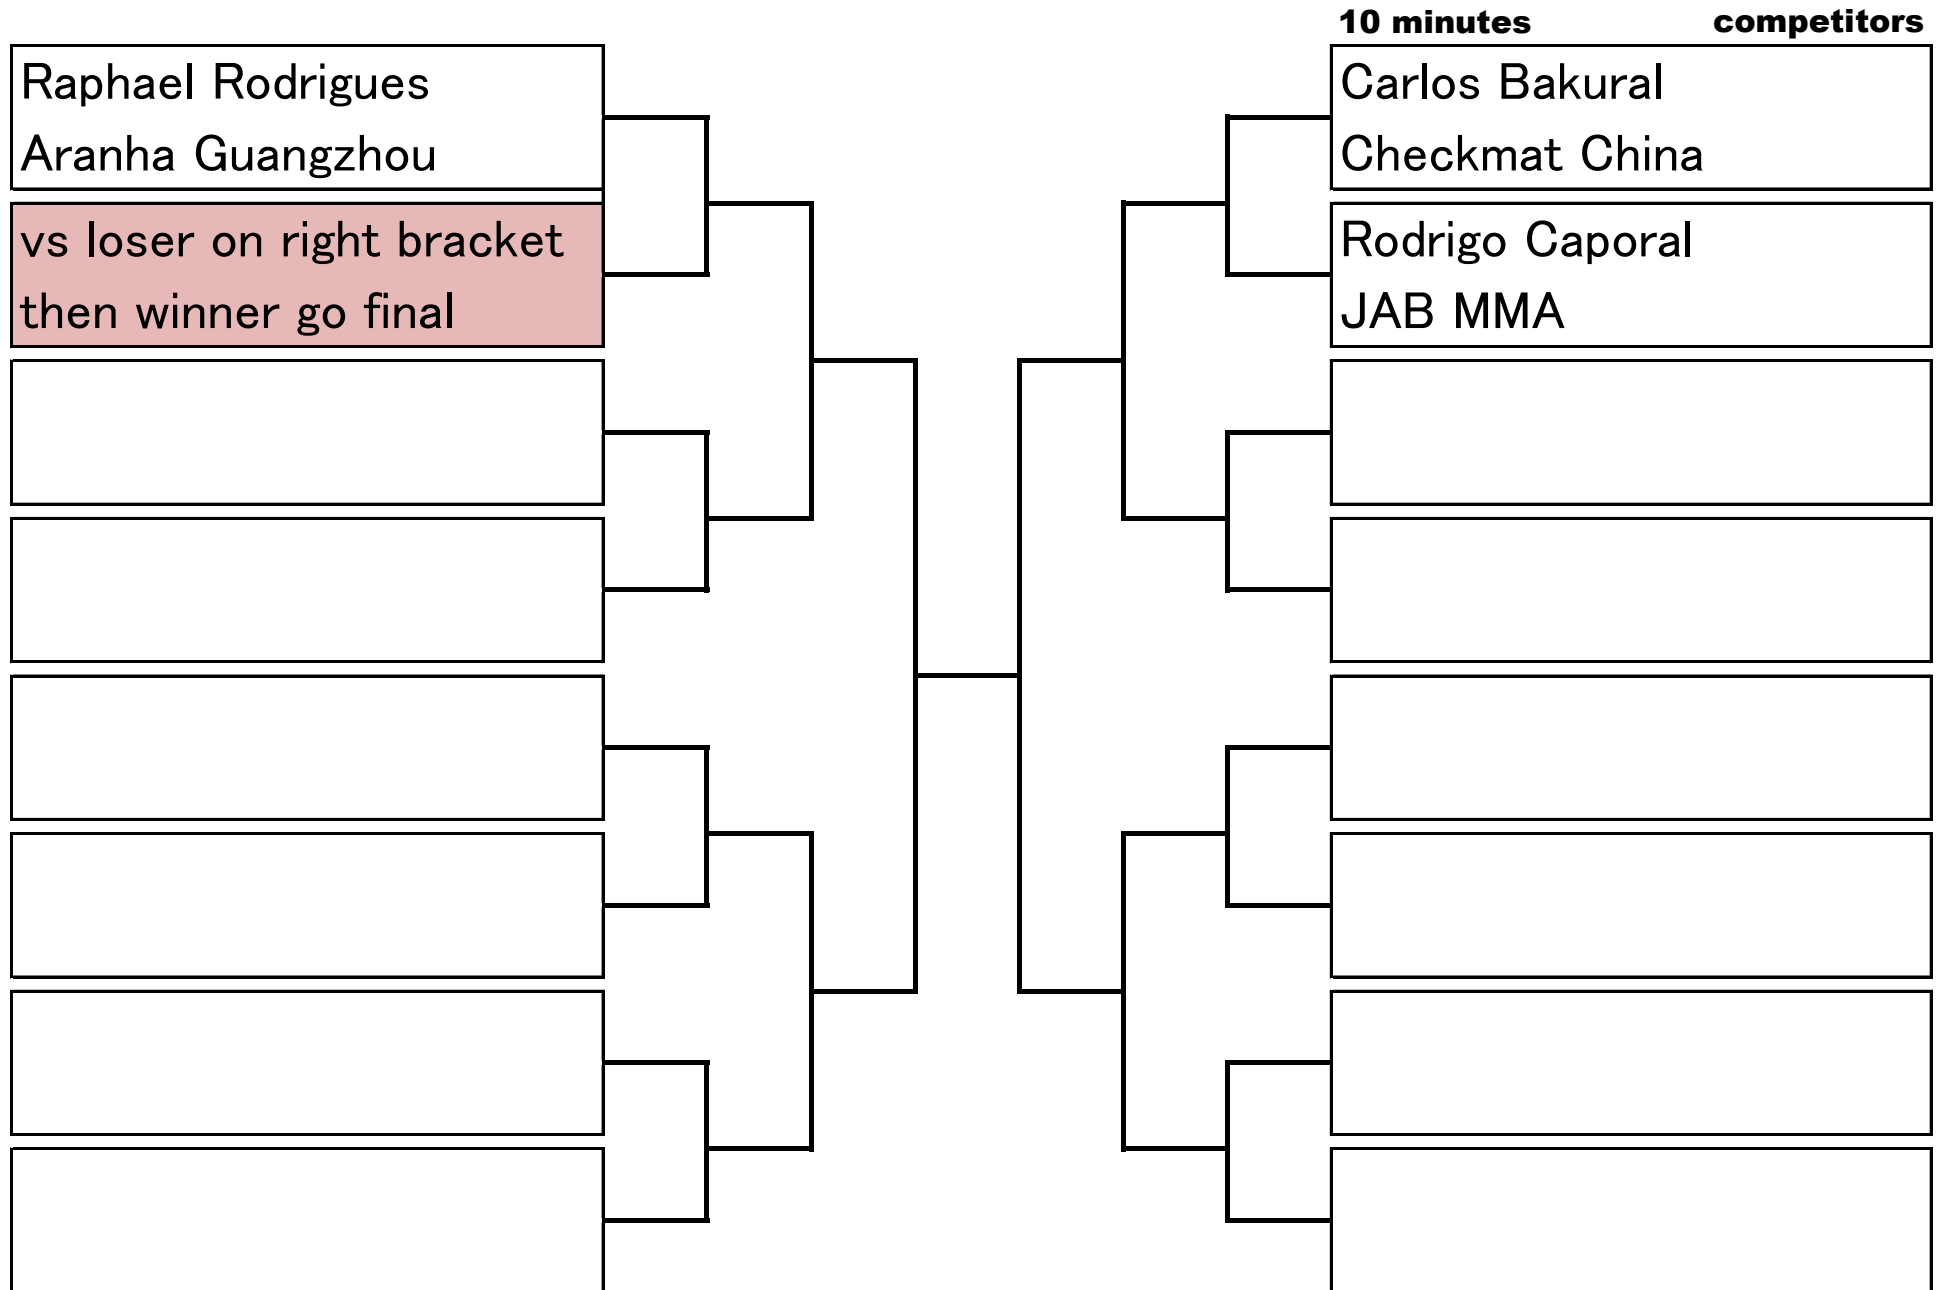 10 minutes competitors
Raphael Rodrigues
Aranha Guangzhou
vs loser on right bracket
then winner go final
Carlos Bakural
Checkmat China
Rodrigo Caporal
JAB MMA